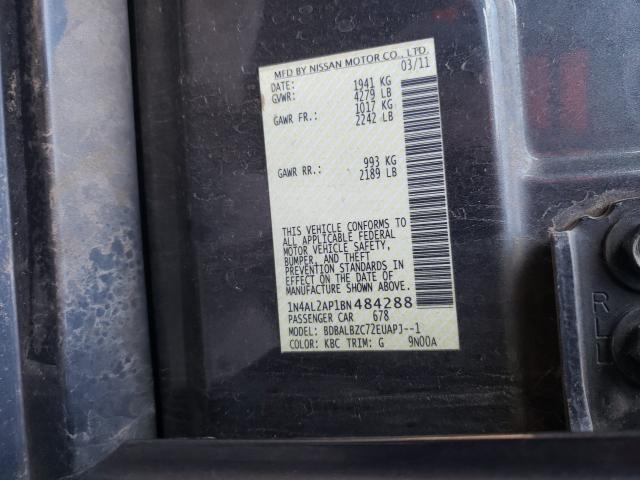 MFD BY NISSAN MOTOR CO., LTD.
DATE: 03/11
GVWR: 1941 KG
4279 LB
GAWR FR.: 1017 KG
2242 LB
GAWR RR.: 993 KG
2189 LB
THIS VEHICLE CONFORMS TO
ALL APPLICABLE FEDERAL
MOTOR VEHICLE SAFETY,
BUMPER, AND THEFT
PREVENTION STANDARDS IN
EFFECT ON THE DATE OF
MANUFACTURE SHOWN ABOVE.
1N4AL2AP1BN484288
PASSENGER CAR 678
MODEL: BDBALBZC72EUAPJ--1
COLOR: KBC TRIM: G 9N00A